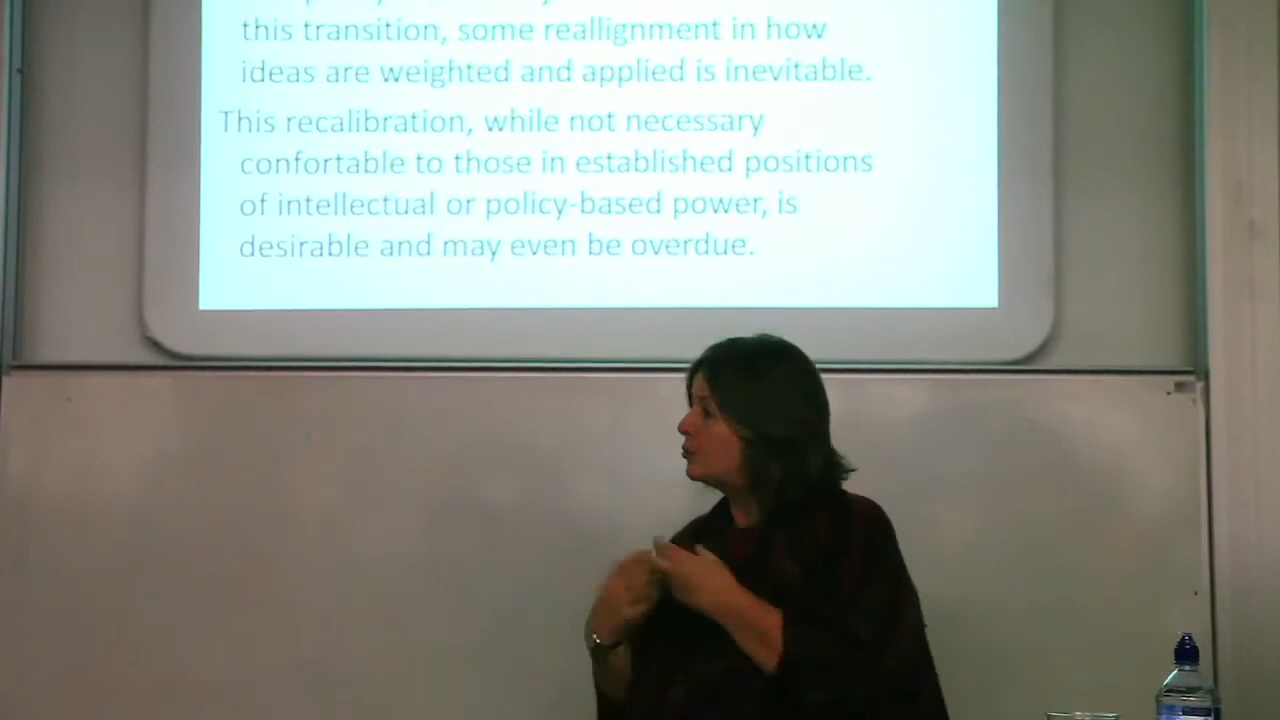 this transition, some reallignment in how
ideas are weighted and applied is inevitable.
This recalibration, while not necessary
confortable to those in established positions
of intellectual or policy-based power, is
desirable and may even be overdue.